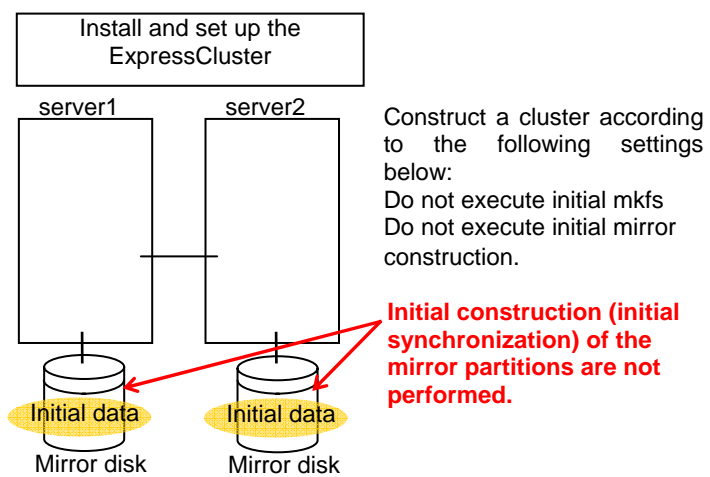 Install and set up the
ExpressCluster
server1
server2
Construct a cluster according
to the following settings
below:
Do not execute initial mkfs
Do not execute initial mirror
construction.
Initial construction (initial
synchronization) of the
mirror partitions are not
performed.
Initial data
Initial data
Mirror disk
Mirror disk